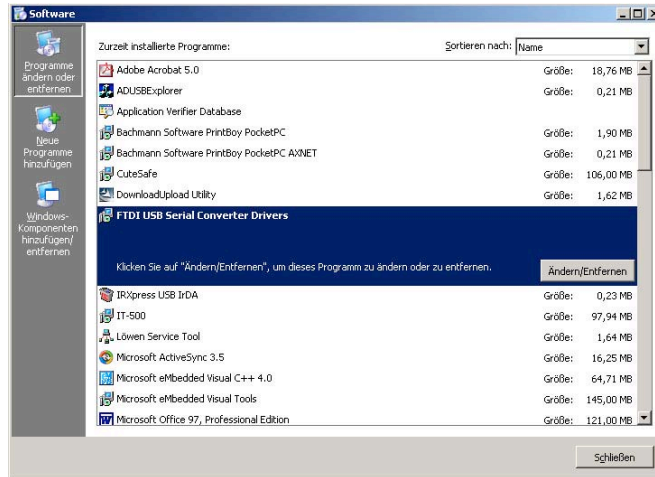 Software
Programme ändern oder entfernen
Neue Programme hinzufügen
Windows-Komponenten hinzufügen/entfernen
Zurzeit installierte Programme:
Sortieren nach: Name
Adobe Acrobat 5.0 Größe: 18,76 MB
ADUSBExplorer Größe: 0,21 MB
Application Verifier Database
Bachmann Software PrintBoy PocketPC Größe: 1,90 MB
Bachmann Software PrintBoy PocketPC AXNET Größe: 0,21 MB
CuteSafe Größe: 106,00 MB
DownloadUpload Utility Größe: 1,62 MB
FTDI USB Serial Converter Drivers
Klicken Sie auf "Ändern/Entfernen", um dieses Programm zu ändern oder zu entfernen.
Ändern/Entfernen
IRXpress USB IrDA Größe: 0,23 MB
IT-500 Größe: 97,94 MB
Löwen Service Tool Größe: 1,64 MB
Microsoft ActiveSync 3.5 Größe: 16,25 MB
Microsoft eMbedded Visual C++ 4.0 Größe: 64,71 MB
Microsoft eMbedded Visual Tools Größe: 145,00 MB
Microsoft Office 97, Professional Edition Größe: 121,00 MB
Schließen